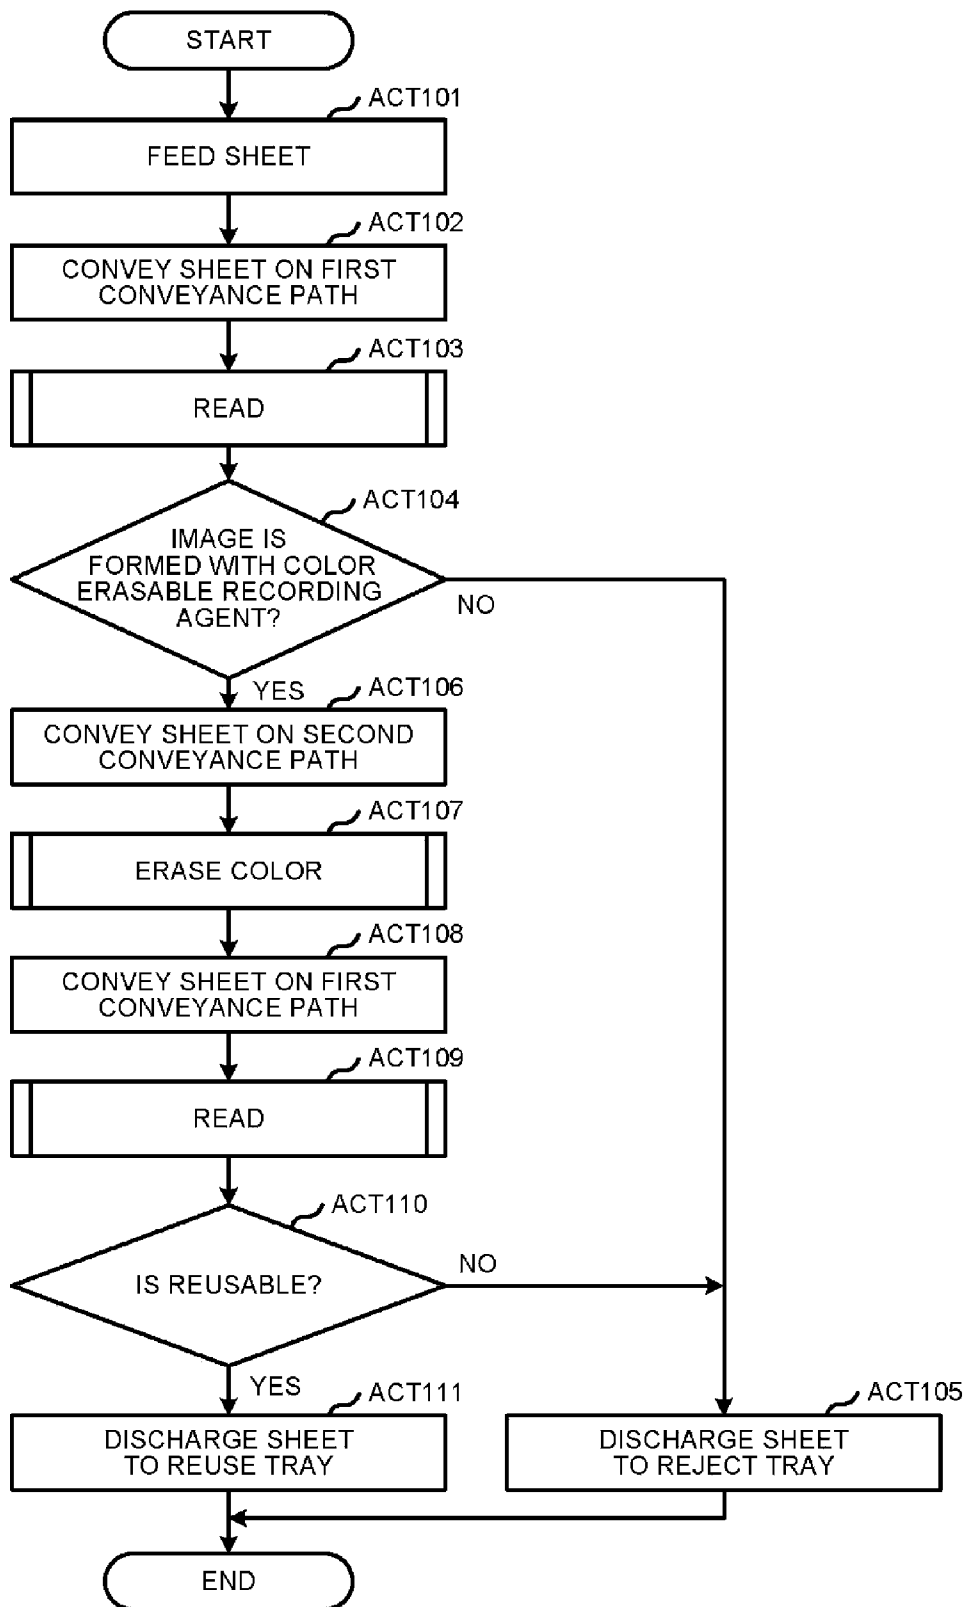 START
ACT101
FEED SHEET
ACT102
CONVEY SHEET ON FIRST
CONVEYANCE PATH
ACT103
READ
ACT104
IMAGE IS
FORMED WITH COLOR
ERASABLE RECORDING
AGENT?
NO
YES
ACT106
CONVEY SHEET ON SECOND
CONVEYANCE PATH
ACT107
ERASE COLOR
ACT108
CONVEY SHEET ON FIRST
CONVEYANCE PATH
ACT109
READ
ACT110
IS REUSABLE?
NO
YES
ACT111
DISCHARGE SHEET
TO REUSE TRAY
ACT105
DISCHARGE SHEET
TO REJECT TRAY
END